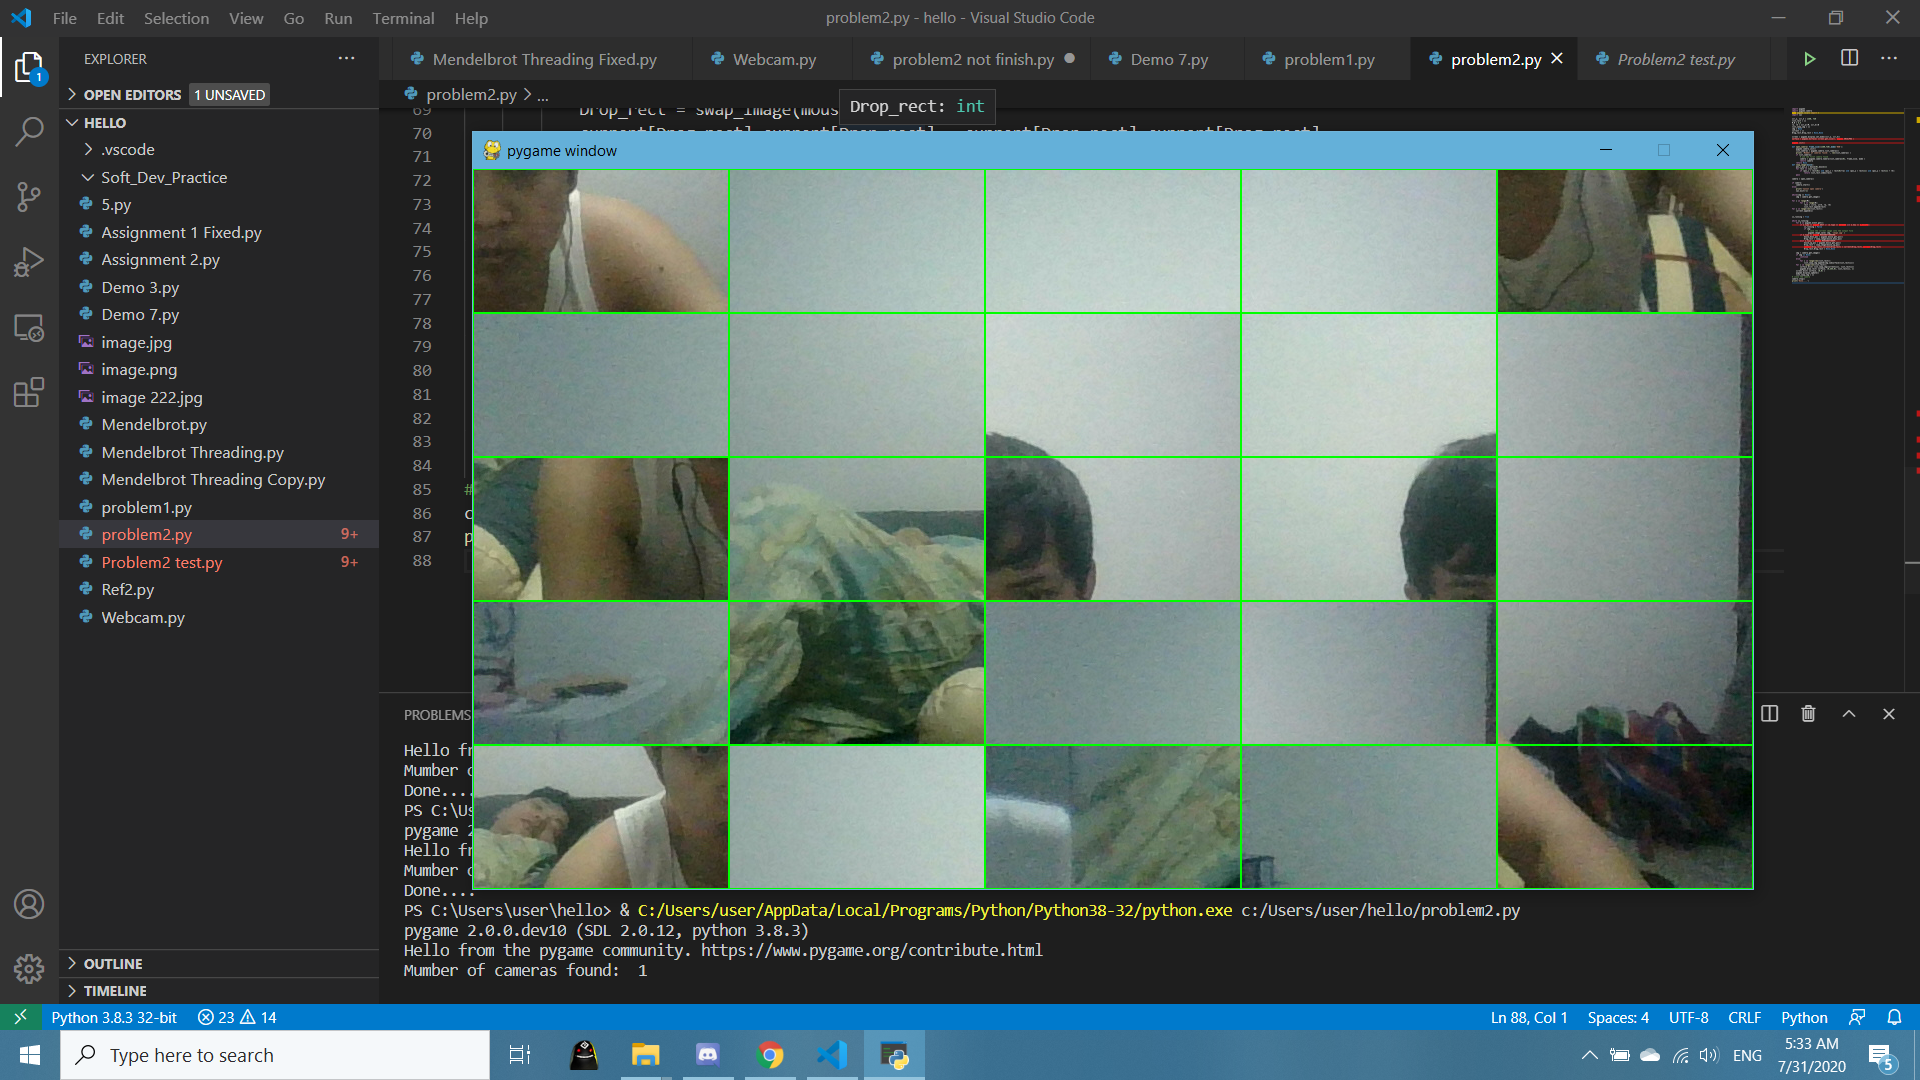 File Edit Selection View Go Run Terminal Help
problem2.py - hello - Visual Studio Code
EXPLORER
Mendelbrot Threading Fixed.py Webcam.py problem2 not finish.py Demo 7.py problem1.py problem2.py Problem2 test.py
OPEN EDITORS 1 UNSAVED
HELLO
.vscode
Soft_Dev_Practice
5.py
Assignment 1 Fixed.py
Assignment 2.py
Demo 3.py
Demo 7.py
image.jpg
image.png
image 222.jpg
Mendelbrot.py
Mendelbrot Threading.py
Mendelbrot Threading Copy.py
problem1.py
problem2.py 9+
Problem2 test.py 9+
Ref2.py
Webcam.py
OUTLINE
TIMELINE
1
problem2.py > ...
Drop_rect: int
69 Drop_rect = swap_image(mous
70
71
72
73
74
75
76
77
78
79
80
81
82
83
84
85 #
86 c
87 p
88
pygame window
PROBLEMS
Hello fr
Mumber c
Done....
PS C:\Us
pygame 2
Hello fr
Mumber c
Done....
PS C:\Users\user\hello> & C:/Users/user/AppData/Local/Programs/Python/Python38-32/python.exe c:/Users/user/hello/problem2.py
pygame 2.0.0.dev10 (SDL 2.0.12, python 3.8.3)
Hello from the pygame community. https://www.pygame.org/contribute.html
Mumber of cameras found: 1
Python 3.8.3 32-bit 23 14
Ln 88, Col 1 Spaces: 4 UTF-8 CRLF Python
Type here to search
ENG
5:33 AM
7/31/2020
5